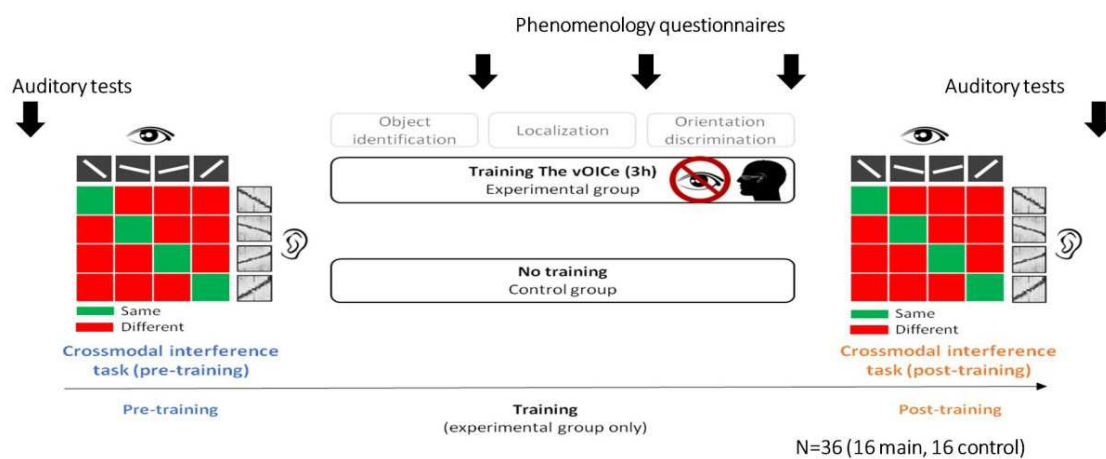 Phenomenology questionnaires
Auditory tests
Auditory tests
Object
identification
Localization
Orientation
discrimination
Training The vOICe (3h)
Experimental group
No training
Control group
Same
Different
Same
Different
Crossmodal interference
task (pre-training)
Crossmodal interference
task (post-training)
Pre-training
Training
(experimental group only)
Post-training
N=36 (16 main, 16 control)